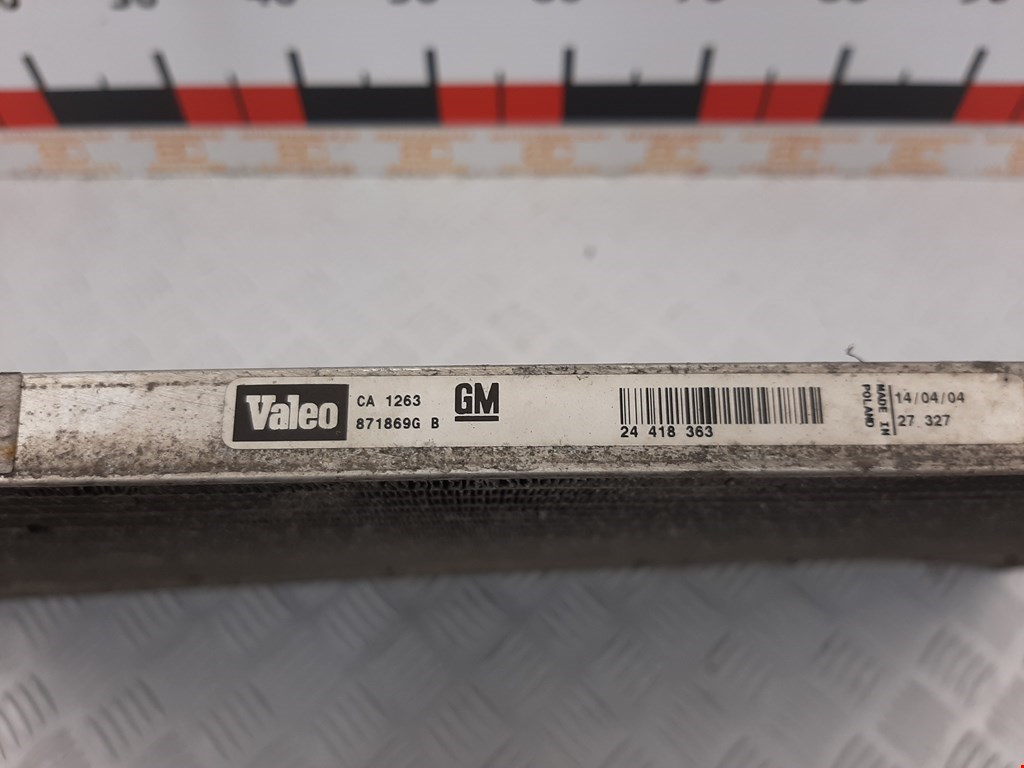 Valeo
CA 1263
871869G B
GM
24 418 363
MADE IN
POLAND
14/04/04
27 327